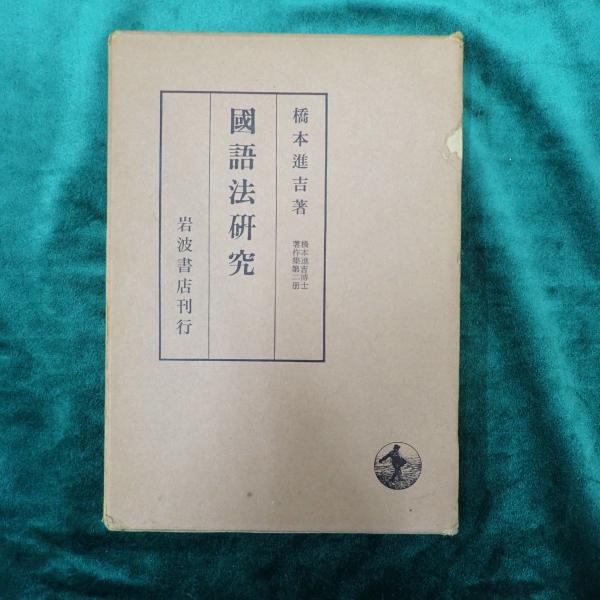 橋本進吉著
橋本進吉博士
著作集第二册
國語法研究
岩波書店刊行